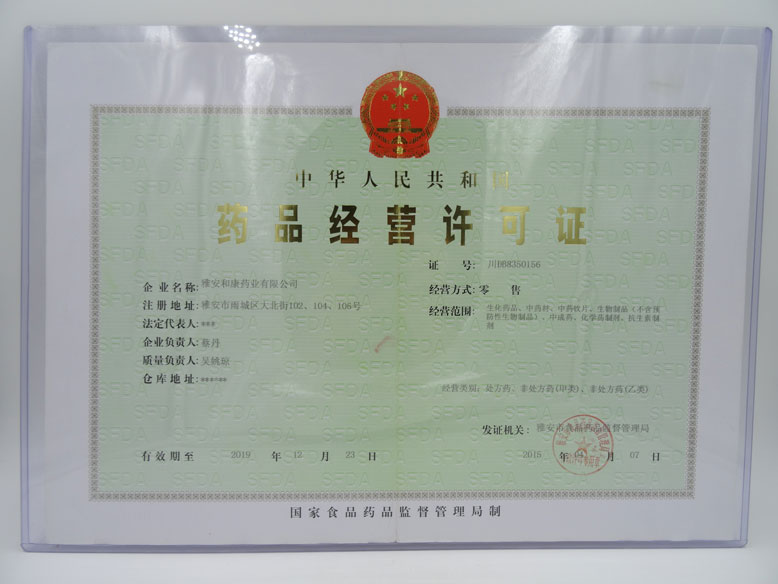 中华人民共和国
药品经营许可证
证 号: 川DB8350156
企业名称: 雅安和康药业有限公司
经营方式: 零 售
注册地址: 雅安市雨城区大北街102、104、106号
经营范围: 生化药品、中药材、中药饮片、生物制品(不含预
防性生物制品)、中成药、化学药制剂、抗生素制
剂
法定代表人: ***
企业负责人: 蔡丹
质量负责人: 吴姚琼
仓库地址: ******
经营类别: 处方药、非处方药(甲类)、非处方药(乙类)
发证机关: 雅安市食品药品监督管理局
有效期至 2019 年 12 月 23 日
2015 年 04 月 07 日
国家食品药品监督管理局制